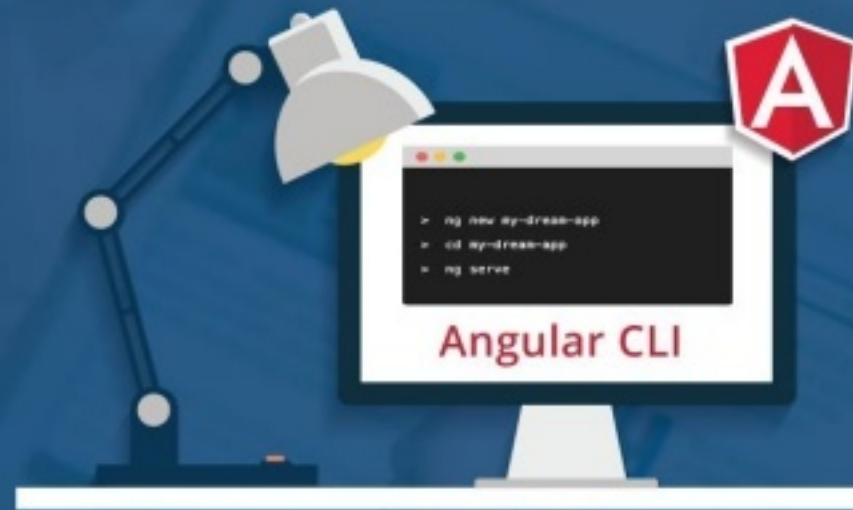 A
> ng new my-dream-app
> cd my-dream-app
> ng serve
Angular CLI